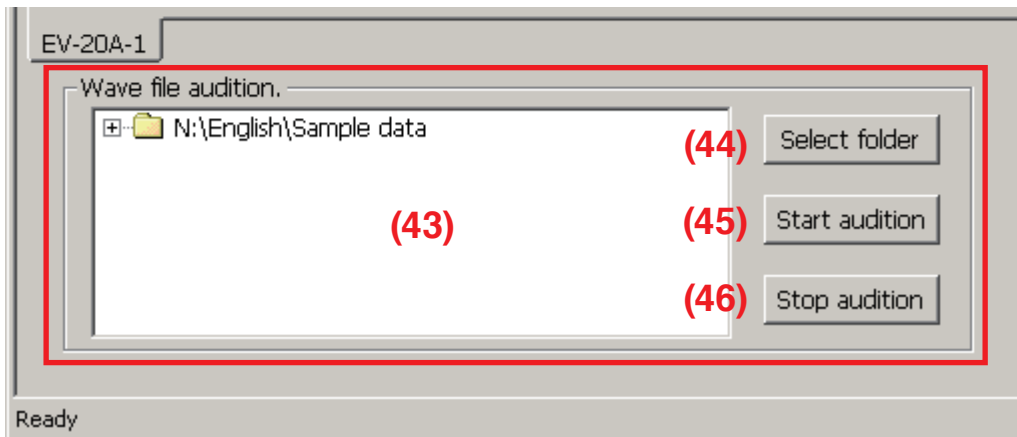 EV-20A-1
Wave file audition.
N:\English\Sample data
(44) Select folder
(43)
(45) Start audition
(46) Stop audition
Ready